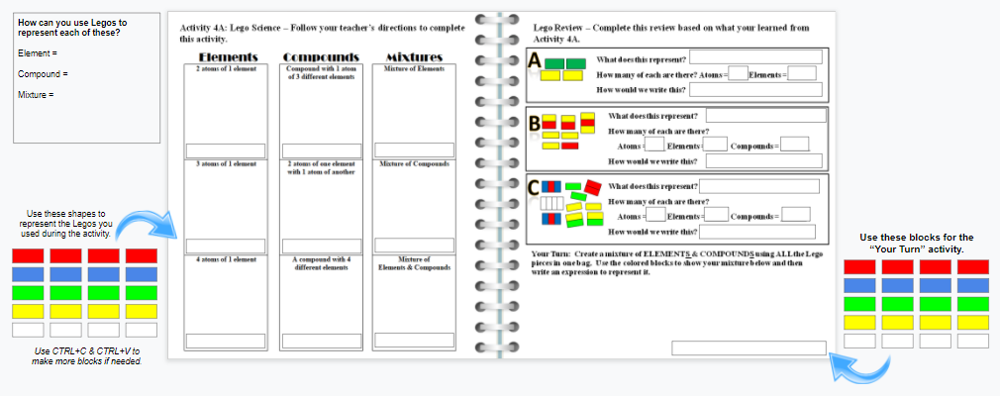 How can you use Legos to
represent each of these?
Element =
Compound =
Mixture =
Use these shapes to
represent the Legos you
used during the activity.
Use CTRL+C & CTRL+V to
make more blocks if needed.
Activity 4A: Lego Science – Follow your teacher's directions to complete
this activity.
Elements Compounds Mixtures
2 atoms of 1 element
Compound with 1 atom
of 3 different elements
Mixture of Elements
3 atoms of 1 element
2 atoms of one element
with 1 atom of another
Mixture of Compounds
4 atoms of 1 element
A compound with 4
different elements
Mixture of
Elements & Compounds
Lego Review – Complete this review based on what your learned from
Activity 4A.
A
What does this represent?
How many of each are there? Atoms= Elements=
How would we write this?
B
What does this represent?
How many of each are there?
Atoms= Elements= Compounds=
How would we write this?
C
What does this represent?
How many of each are there?
Atoms= Elements= Compounds=
How would we write this?
Your Turn: Create a mixture of ELEMENTS & COMPOUNDS using ALL the Lego
pieces in one bag. Use the colored blocks to show your mixture below and then
write an expression to represent it.
Use these blocks for the
“Your Turn” activity.